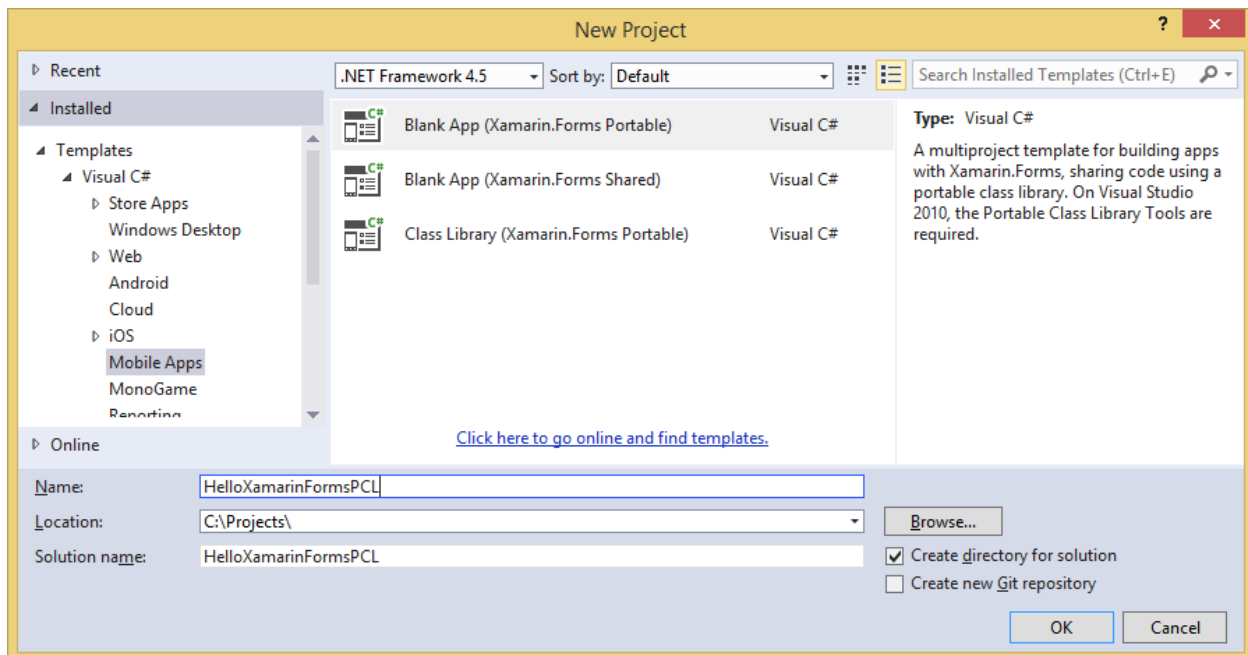 New Project
?
Recent
.NET Framework 4.5
Sort by: Default
Search Installed Templates (Ctrl+E)
Installed
Templates
Visual C#
Store Apps
Windows Desktop
Web
Android
Cloud
iOS
Mobile Apps
MonoGame
Reporting
Online
C#
Blank App (Xamarin.Forms Portable) Visual C#
C#
Blank App (Xamarin.Forms Shared) Visual C#
C#
Class Library (Xamarin.Forms Portable) Visual C#
Click here to go online and find templates.
Type: Visual C#
A multiproject template for building apps
with Xamarin.Forms, sharing code using a
portable class library. On Visual Studio
2010, the Portable Class Library Tools are
required.
Name: HelloXamarinFormsPCL
Location: C:\Projects\
Browse...
Solution name: HelloXamarinFormsPCL
Create directory for solution
Create new Git repository
OK
Cancel